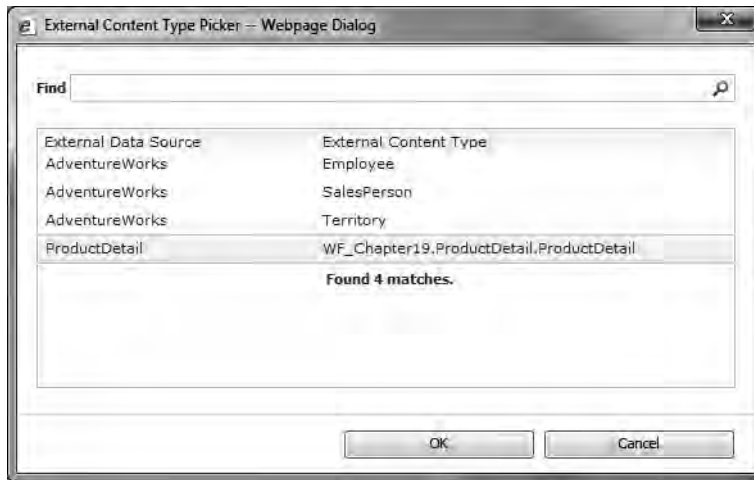 External Content Type Picker -- Webpage Dialog
Find
External Data Source External Content Type
AdventureWorks Employee
AdventureWorks SalesPerson
AdventureWorks Territory
ProductDetail WF_Chapter19.ProductDetail.ProductDetail
Found 4 matches.
OK Cancel